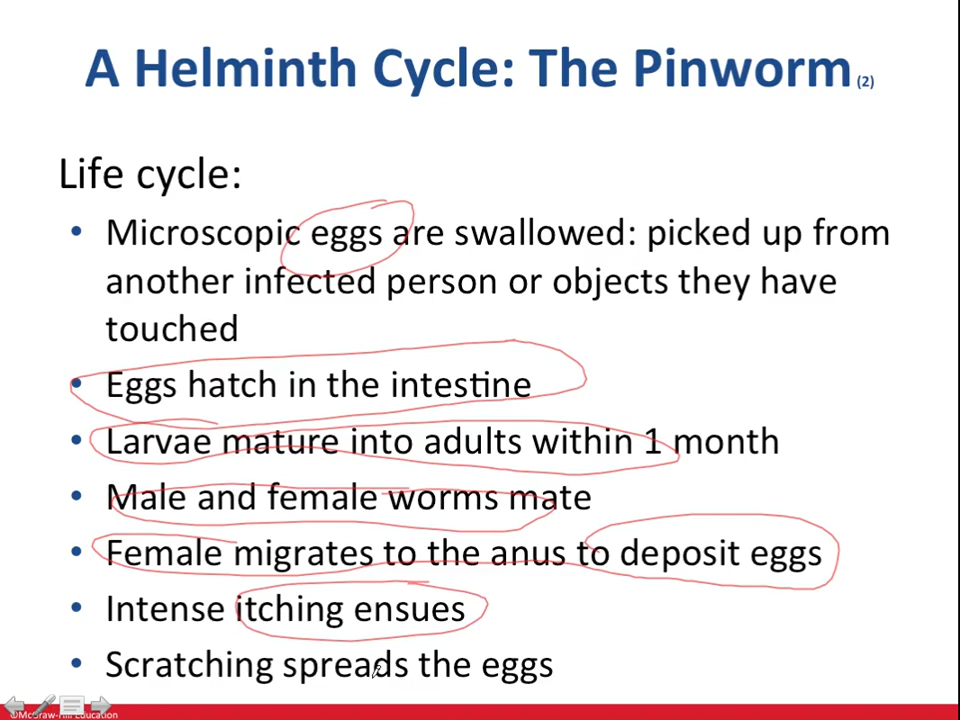 A Helminth Cycle: The Pinworm (2)
Life cycle:
• Microscopic eggs are swallowed: picked up from
another infected person or objects they have
touched
• Eggs hatch in the intestine
• Larvae mature into adults within 1 month
• Male and female worms mate
• Female migrates to the anus to deposit eggs
• Intense itching ensues
• Scratching spreads the eggs
©McGraw-Hill Education